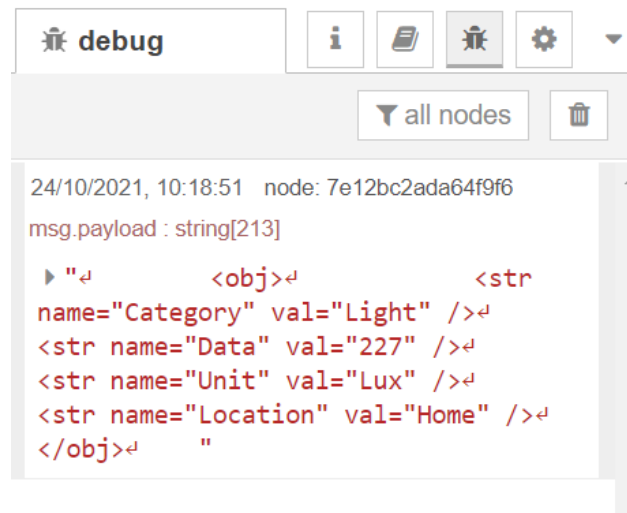 debug
i
all nodes
24/10/2021, 10:18:51 node: 7e12bc2ada64f9f6
msg.payload : string[213]
"↵ <obj>↵ <str
name="Category" val="Light" />↵
<str name="Data" val="227" />↵
<str name="Unit" val="Lux" />↵
<str name="Location" val="Home" />↵
</obj>↵ "